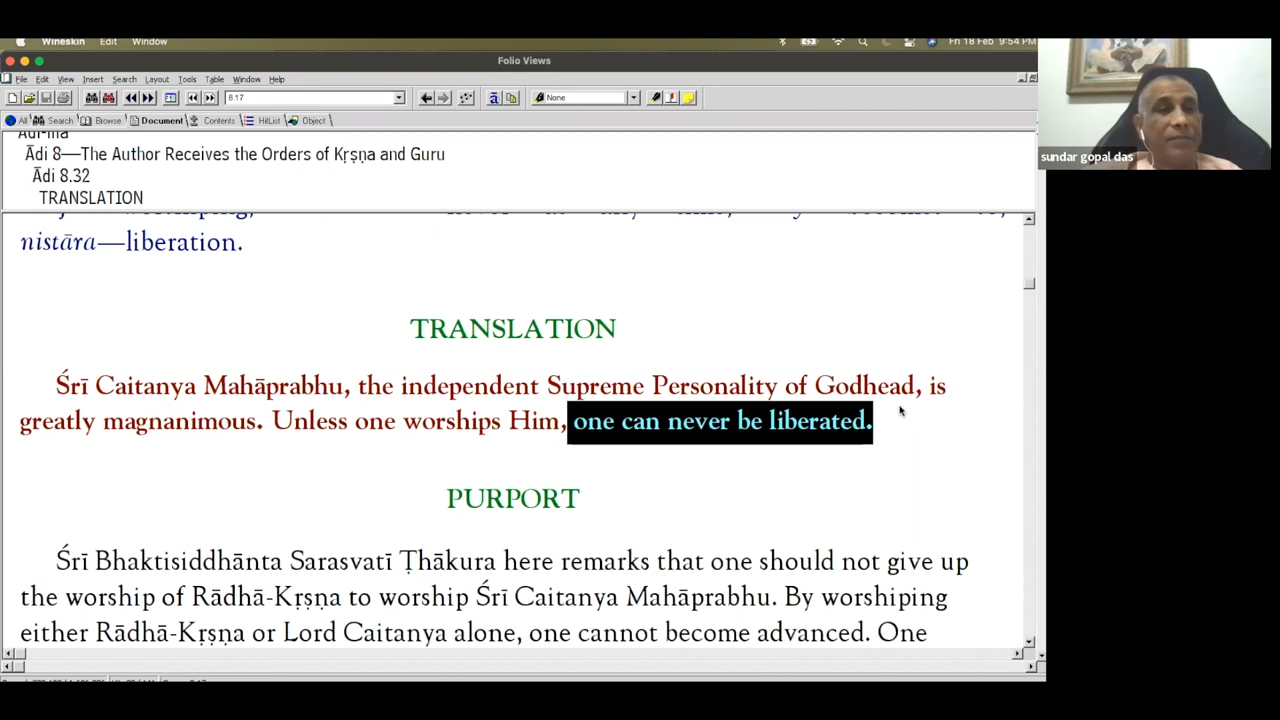 Wineskin Edit Window Fri 18 Feb 9:54 PM
Folio Views
File Edit View Insert Search Layout Tools Table Window Help
8.17 None
All Search Browse Document Contents HitList Object
Ādi 8—The Author Receives the Orders of Kṛṣṇa and Guru
Ādi 8.32
TRANSLATION
nistāra—liberation.
TRANSLATION
Śrī Caitanya Mahāprabhu, the independent Supreme Personality of Godhead, is
greatly magnanimous. Unless one worships Him, one can never be liberated.
PURPORT
Śrī Bhaktisiddhānta Sarasvatī Ṭhākura here remarks that one should not give up
the worship of Rādhā-Kṛṣṇa to worship Śrī Caitanya Mahāprabhu. By worshiping
either Rādhā-Kṛṣṇa or Lord Caitanya alone, one cannot become advanced. One
sundar gopal das